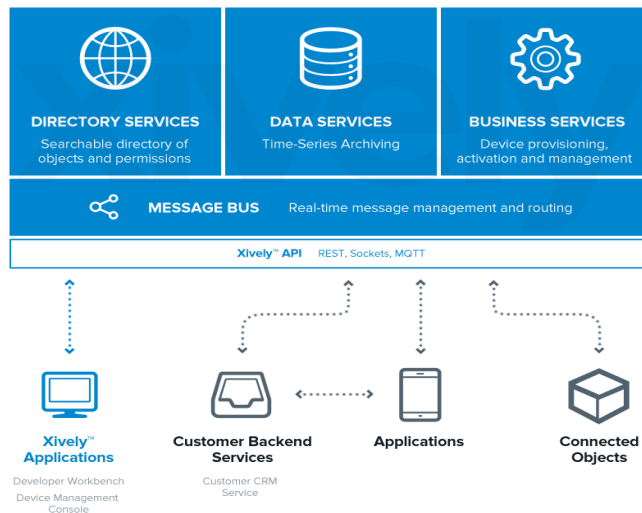 DIRECTORY SERVICES
Searchable directory of
objects and permissions
DATA SERVICES
Time-Series Archiving
BUSINESS SERVICES
Device provisioning,
activation and management
xively
MESSAGE BUS Real-time message management and routing
Xively™ API REST, Sockets, MQTT
Xively™
Applications
Developer Workbench
Device Management
Console
Customer Backend
Services
Customer CRM
Service
Applications
Connected
Objects